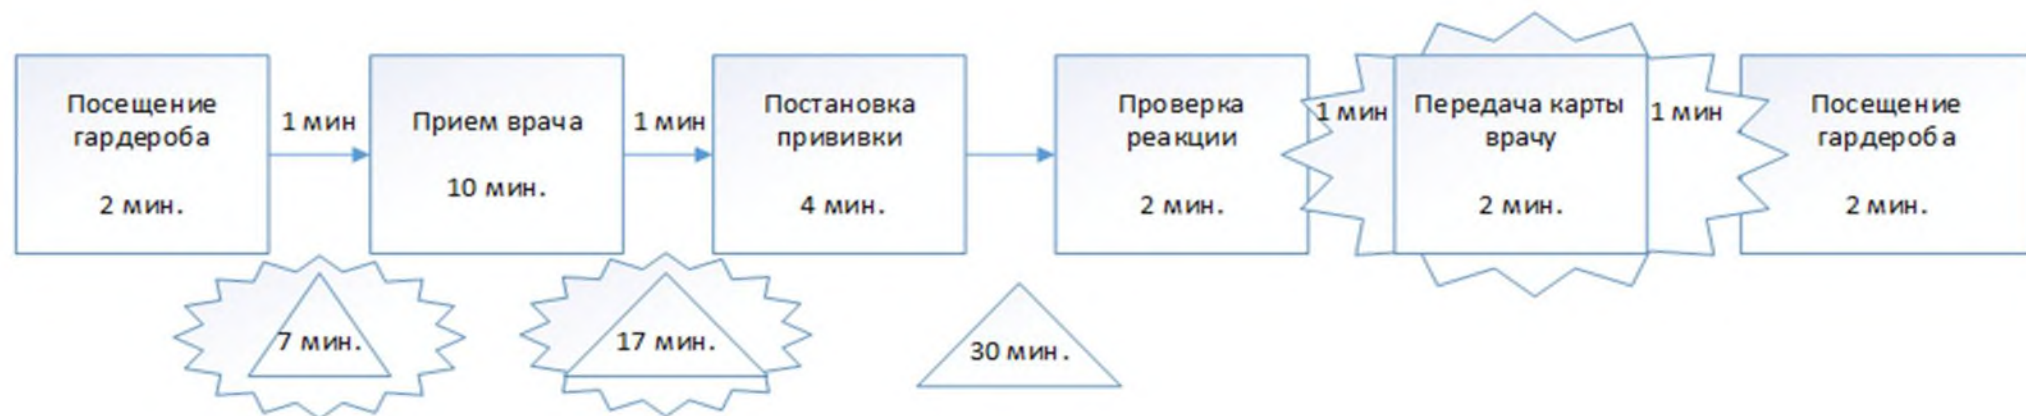 Посещение
гардероба
2 мин.
1 мин
Прием врача
10 мин.
1 мин
Постановка
прививки
4 мин.
Проверка
реакции
2 мин.
1 мин
Передача карты
врачу
2 мин.
1 мин
Посещение
гардероба
2 мин.
7 мин.
17 мин.
30 мин.